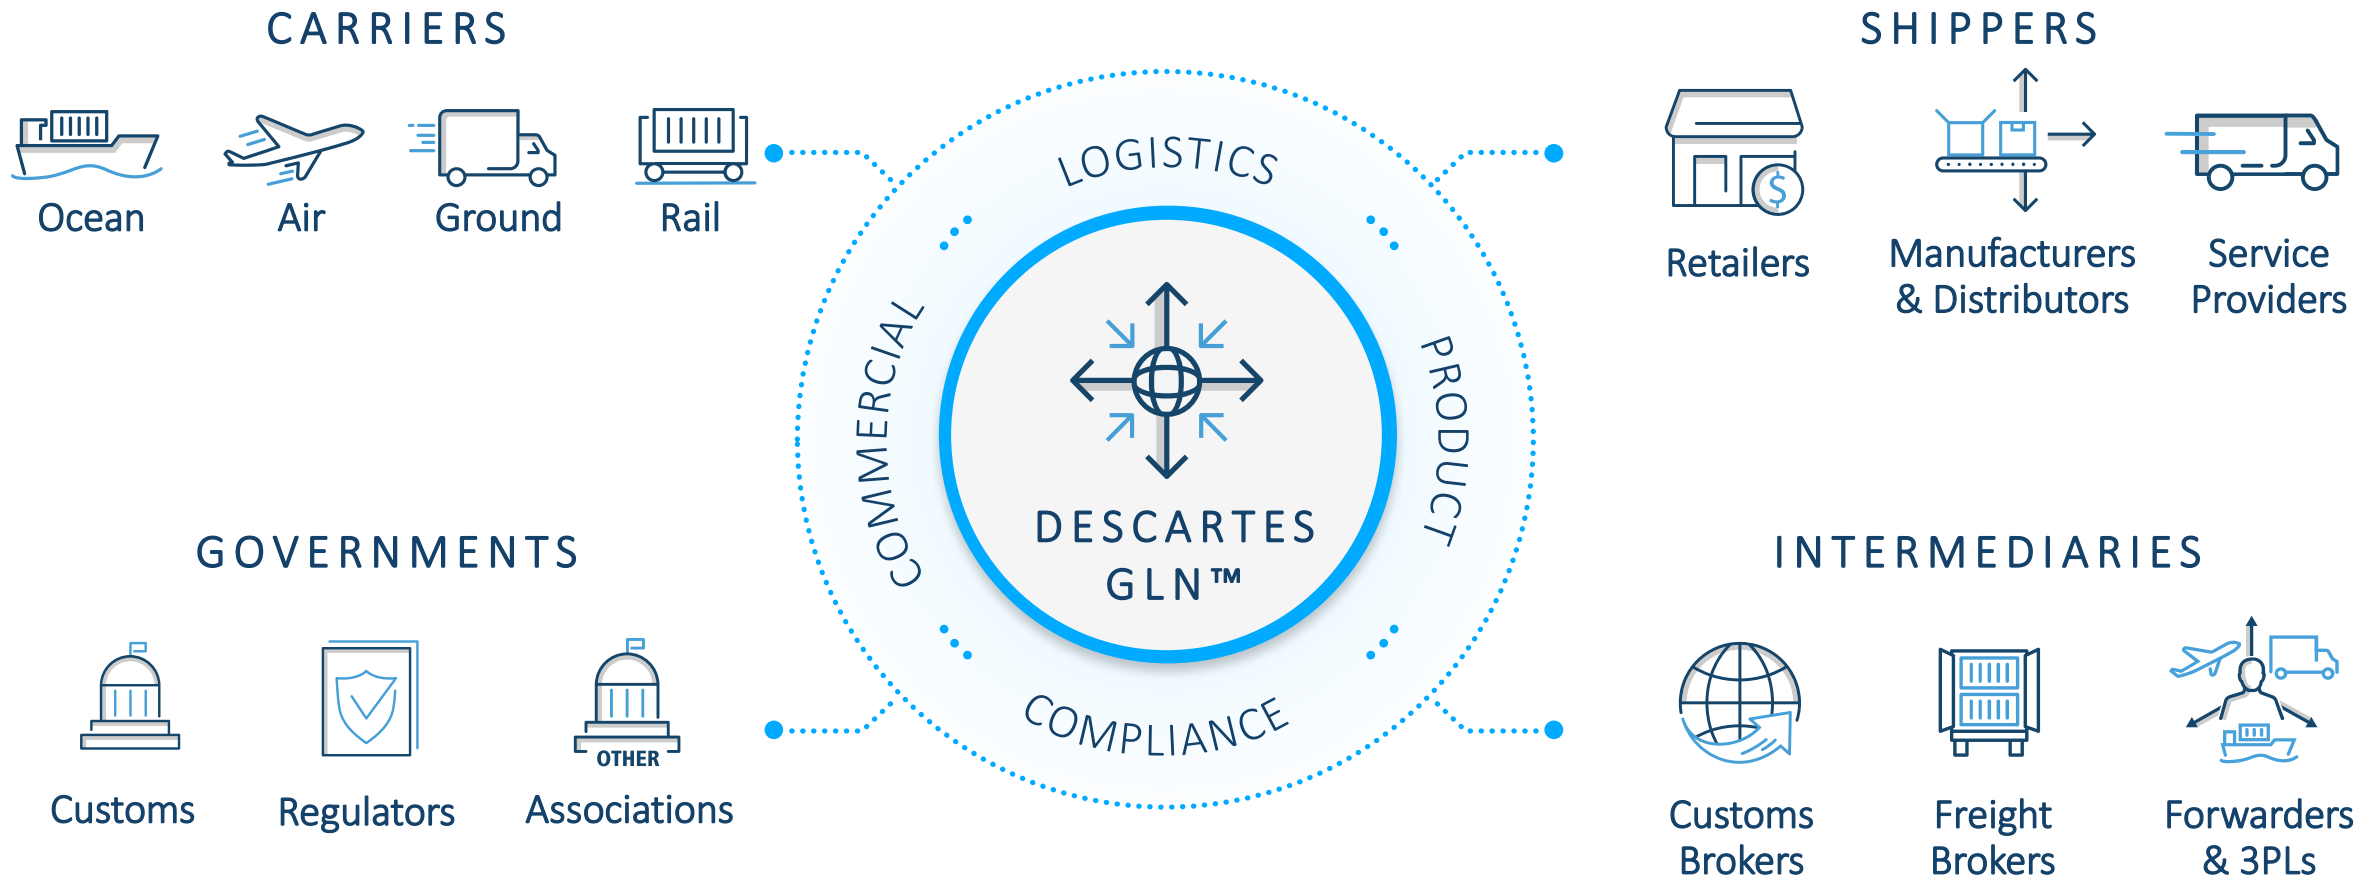 CARRIERS
Ocean
Air
Ground
Rail
SHIPPERS
Retailers
Manufacturers
& Distributors
Service
Providers
LOGISTICS
COMMERCIAL
PRODUCT
COMPLIANCE
DESCARTES
GLN™
GOVERNMENTS
Customs
Regulators
OTHER
Associations
INTERMEDIARIES
Customs
Brokers
Freight
Brokers
Forwarders
& 3PLs
$